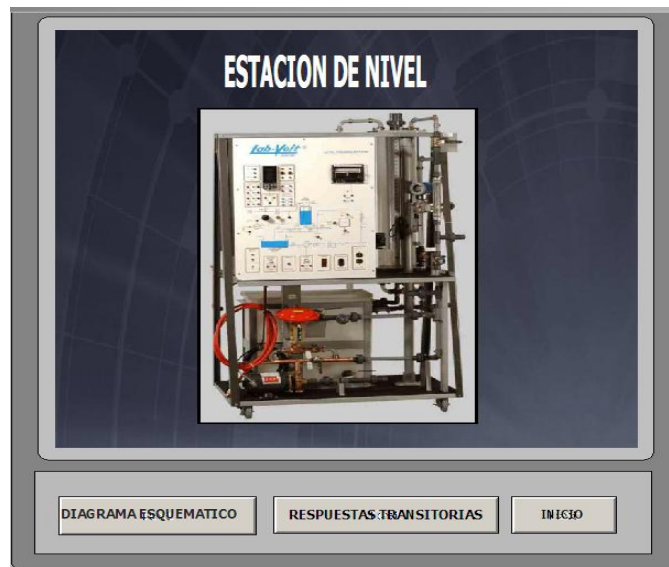 ESTACION DE NIVEL
Lab-Volt
DIAGRAMA ESQUEMATICO
RESPUESTAS TRANSITORIAS
INICIO